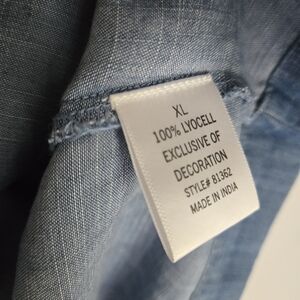 XL
100% LYOCELL
EXCLUSIVE OF
DECORATION
STYLE# 81362
MADE IN INDIA